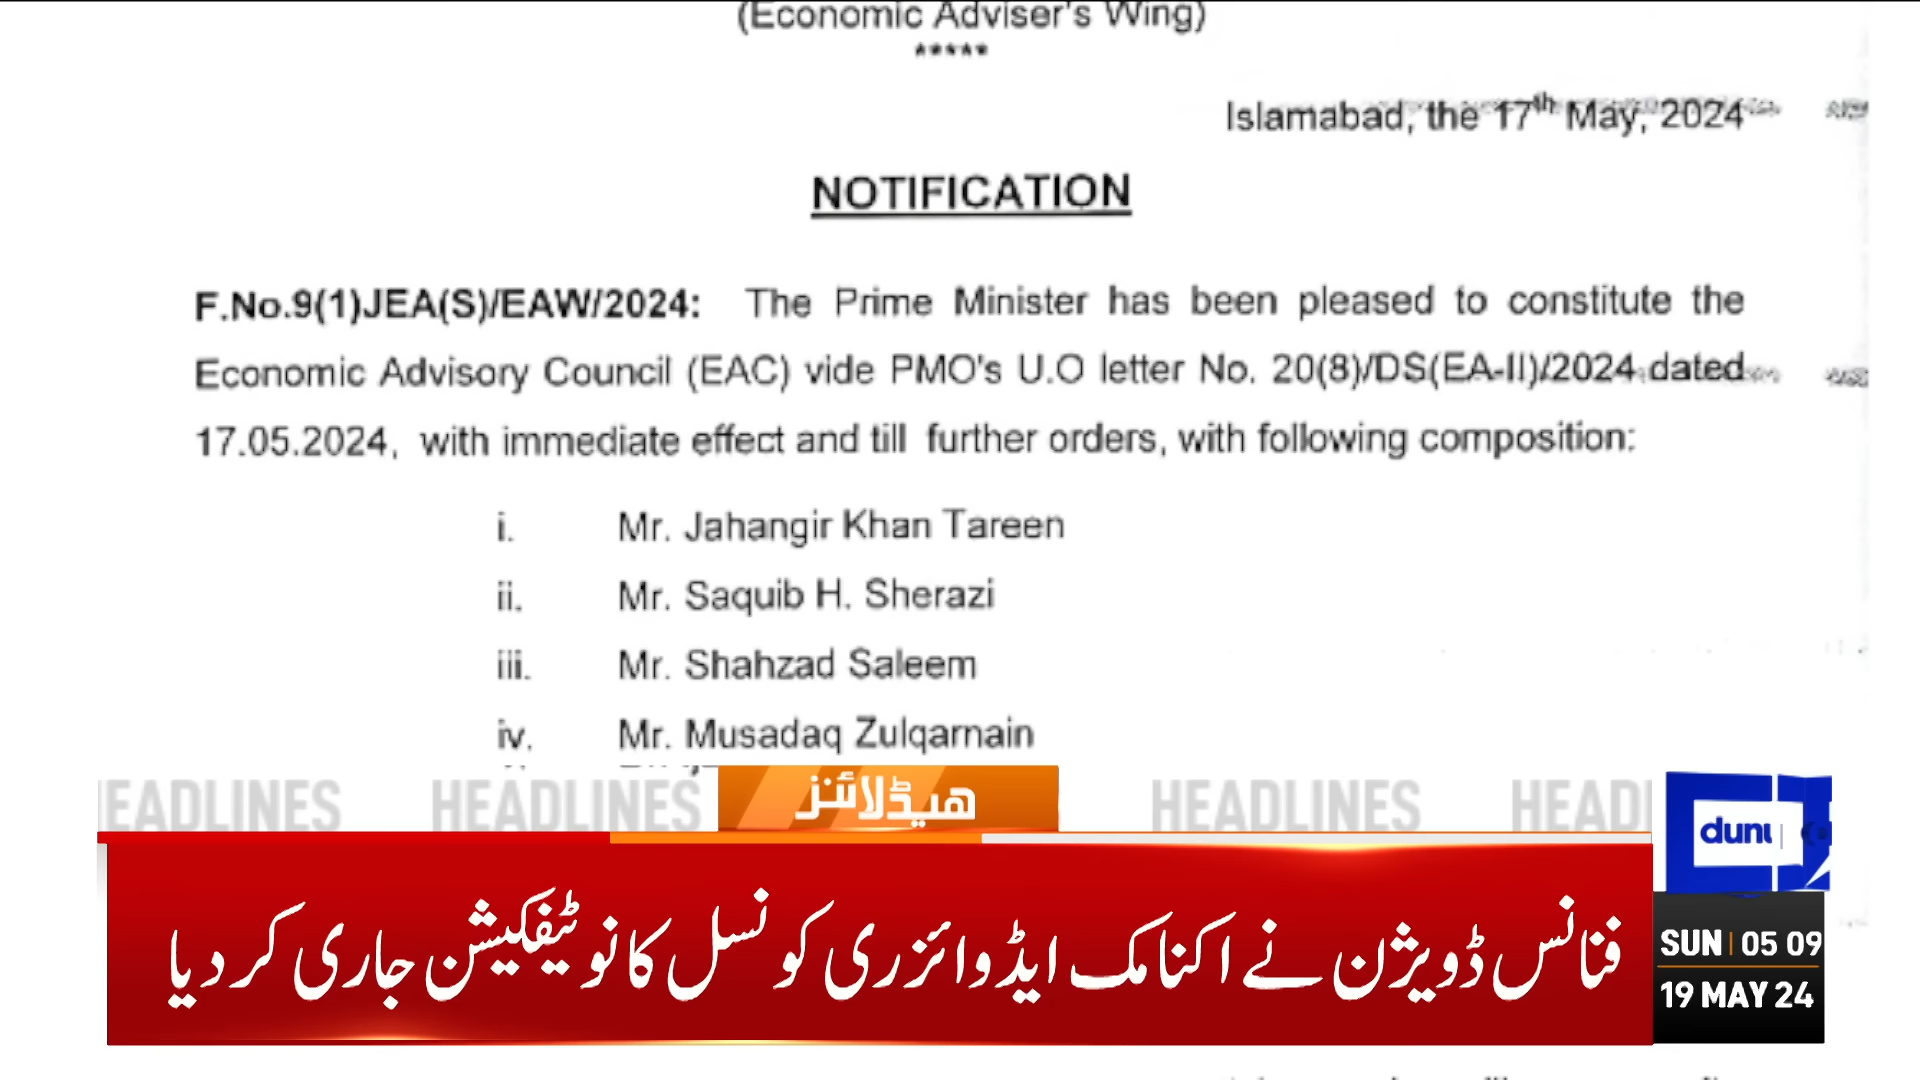 (Economic Adviser's Wing)
*****
Islamabad, the 17th May, 2024
NOTIFICATION
F.No.9(1)JEA(S)/EAW/2024: The Prime Minister has been pleased to constitute the
Economic Advisory Council (EAC) vide PMO's U.O letter No. 20(8)/DS(EA-II)/2024 dated
17.05.2024, with immediate effect and till further orders, with following composition:
i. Mr. Jahangir Khan Tareen
ii. Mr. Saquib H. Sherazi
iii. Mr. Shahzad Saleem
iv. Mr. Musadaq Zulqarnain
EADLINES HEADLINES HEADLINES HEADL
ھیڈلائنز
dun
فنانس ڈویژن نے اکنامک ایڈوائزری کونسل کا نوٹیفکیشن جاری کر دیا
SUN 05 09
19 MAY 24